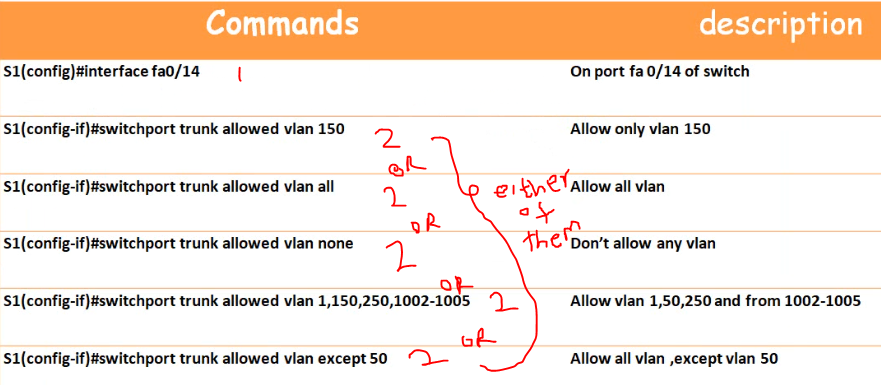 Commands description
S1(config)#interface fa0/14 1 On port fa 0/14 of switch
S1(config-if)#switchport trunk allowed vlan 150 2 Allow only vlan 150
OR
S1(config-if)#switchport trunk allowed vlan all 2 either Allow all vlan
of
OR
them
S1(config-if)#switchport trunk allowed vlan none 2 Don't allow any vlan
OR
S1(config-if)#switchport trunk allowed vlan 1,150,250,1002-1005 2 Allow vlan 1,50,250 and from 1002-1005
OR
S1(config-if)#switchport trunk allowed vlan except 50 2 Allow all vlan ,except vlan 50